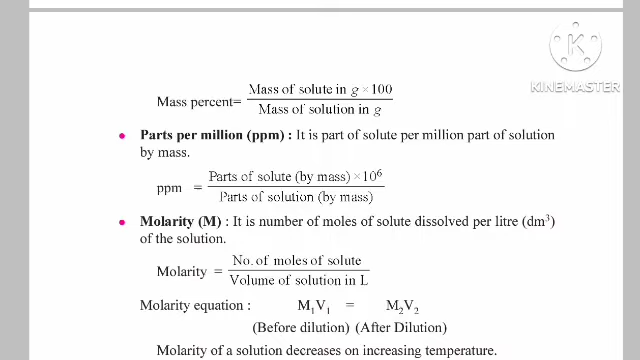 KINEMASTER
Mass percent= Mass of solute in g × 100 / Mass of solution in g
• Parts per million (ppm) : It is part of solute per million part of solution
by mass.
ppm = Parts of solute (by mass) × 10⁶ / Parts of solution (by mass)
• Molarity (M) : It is number of moles of solute dissolved per litre (dm³)
of the solution.
Molarity = No. of moles of solute / Volume of solution in L
Molarity equation : M₁V₁ = M₂V₂
(Before dilution) (After Dilution)
Molarity of a solution decreases on increasing temperature.